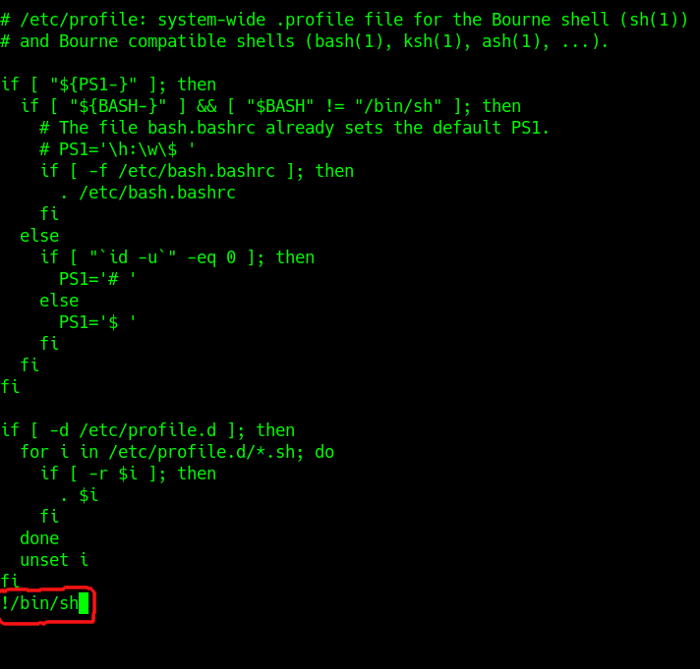 # /etc/profile: system-wide .profile file for the Bourne shell (sh(1))
# and Bourne compatible shells (bash(1), ksh(1), ash(1), ...).

if [ "${PS1-}" ]; then
  if [ "${BASH-}" ] && [ "$BASH" != "/bin/sh" ]; then
    # The file bash.bashrc already sets the default PS1.
    # PS1='\h:\w\$ '
    if [ -f /etc/bash.bashrc ]; then
      . /etc/bash.bashrc
    fi
  else
    if [ "`id -u`" -eq 0 ]; then
      PS1='# '
    else
      PS1='$ '
    fi
  fi
fi

if [ -d /etc/profile.d ]; then
  for i in /etc/profile.d/*.sh; do
    if [ -r $i ]; then
      . $i
    fi
  done
  unset i
fi
!/bin/sh